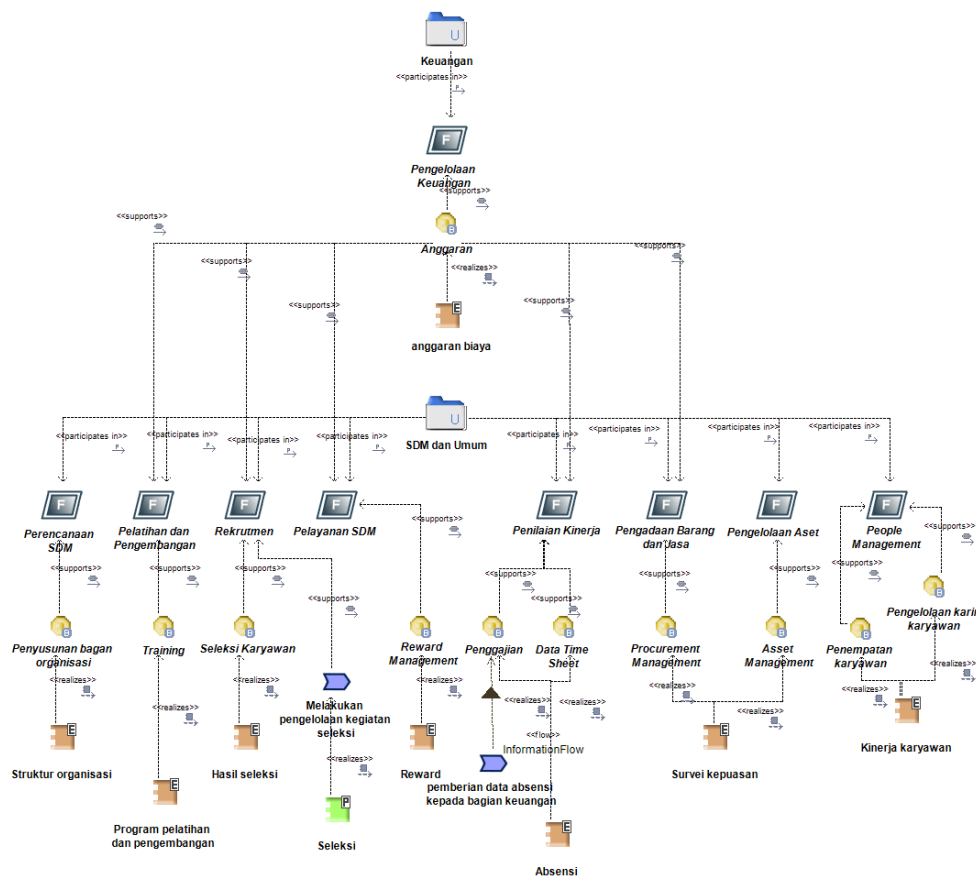 U
Keuangan
<<participates in>>
P
F
Pengelolaan
Keuangan
<<supports>>
<<supports>>
B
Anggaran
<<supports>>
<<supports>>
<<realizes>>
<<supports>>
<<supports>>
E
anggaran biaya
U
SDM dan Umum
<<participates in>>
<<participates in>>
<<participates in>>
<<participates in>>
<<participates in>>
<<participates in>>
<<participates in>>
<<participates in>>
P
P
P
P
P
P
P
P
F
F
F
F
F
F
F
F
Perencanaan
SDM
Pelatihan dan
Pengembangan
Rekrutmen
Pelayanan SDM
Penilaian Kinerja
Pengadaan Barang
dan Jasa
Pengelolaan Aset
People
Management
<<supports>>
<<supports>>
<<supports>>
<<supports>>
<<supports>>
<<supports>>
<<supports>>
<<supports>>
<<supports>>
<<supports>>
<<supports>>
<<supports>>
B
B
B
B
B
B
B
B
B
B
Penyusunan bagan
organisasi
Training
Seleksi Karyawan
Reward
Management
Penggajian
Data Time
Sheet
Procurement
Management
Asset
Management
Penempatan
karyawan
Pengelolaan karir
karyawan
<<realizes>>
<<realizes>>
<<realizes>>
<<realizes>>
<<realizes>>
<<realizes>>
<<realizes>>
<<realizes>>
<<realizes>>
<<realizes>>
Melakukan
pengelolaan kegiatan
seleksi
<<realizes>>
<<flow>>
InformationFlow
E
E
E
E
E
E
Struktur organisasi
Hasil seleksi
Reward
Survei kepuasan
Kinerja karyawan
pemberian data absensi
kepada bagian keuangan
E
P
E
Program pelatihan
dan pengembangan
Seleksi
Absensi